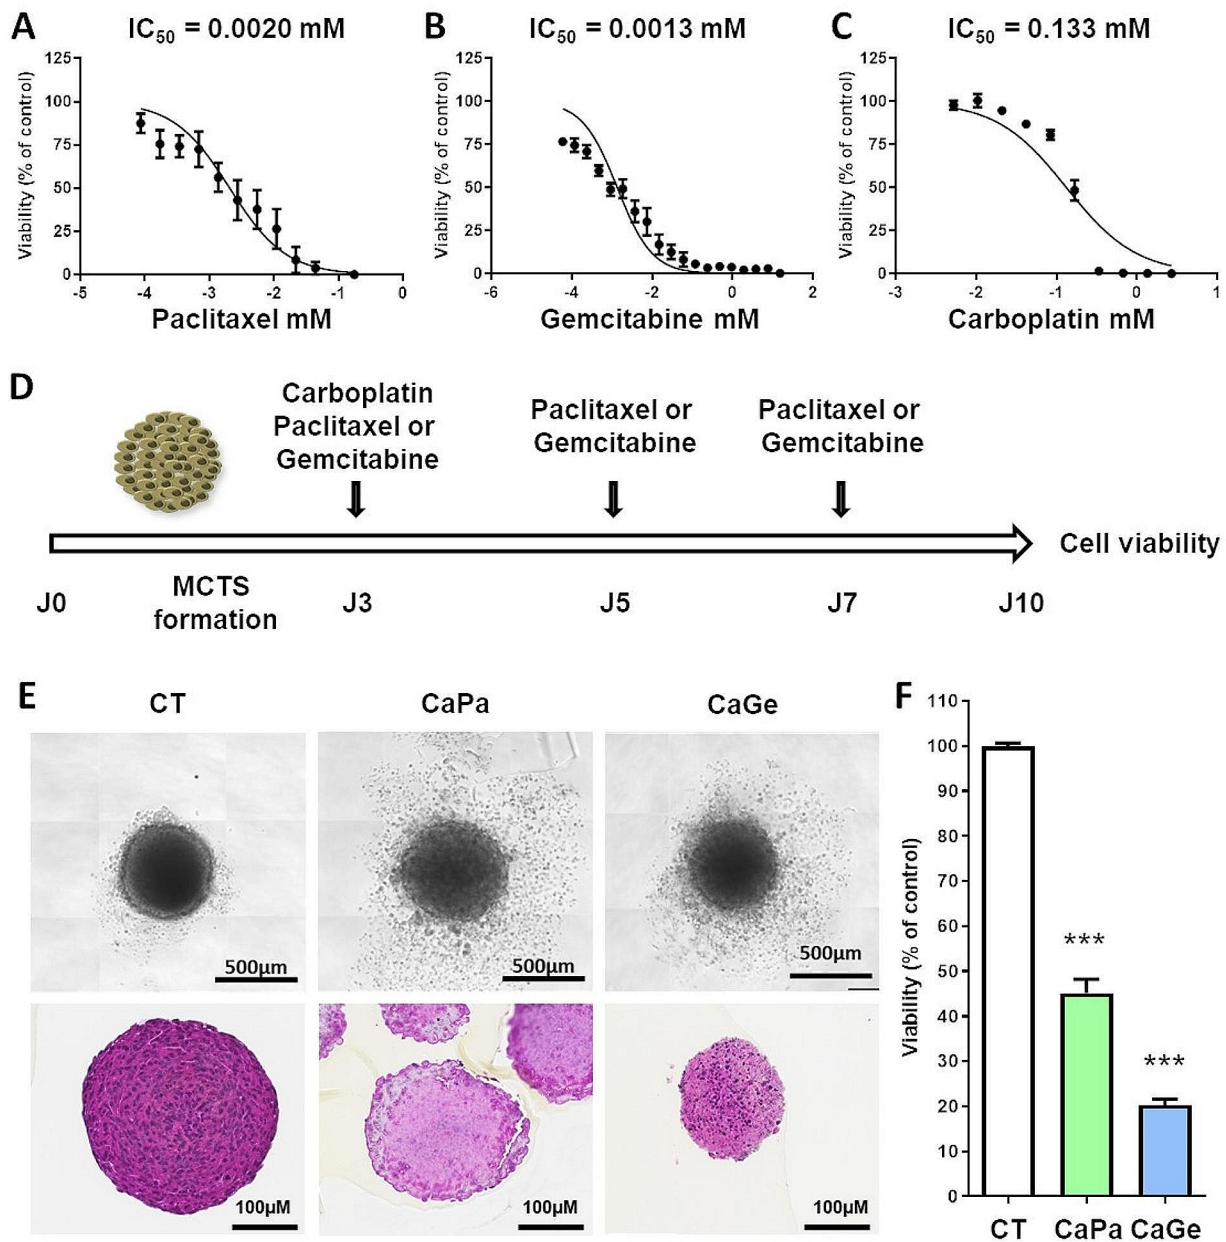 A
IC50 = 0.0020 mM
Viability (% of control)
125
100
75
50
25
0
-5 -4 -3 -2 -1 0
Paclitaxel mM
B
IC50 = 0.0013 mM
Viability (% of control)
125
100
75
50
25
0
-6 -4 -2 0 2
Gemcitabine mM
C
IC50 = 0.133 mM
Viability (% of control)
125
100
75
50
25
0
-3 -2 -1 0 1
Carboplatin mM
D
Carboplatin
Paclitaxel or
Gemcitabine
Paclitaxel or
Gemcitabine
Paclitaxel or
Gemcitabine
Cell viability
J0
MCTS
formation
J3
J5
J7
J10
E
CT
CaPa
CaGe
500µm
500µm
500µm
100µM
100µM
100µM
F
Viability (% of control)
110
100
90
80
70
60
50
40
30
20
10
0
***
***
CT CaPa CaGe